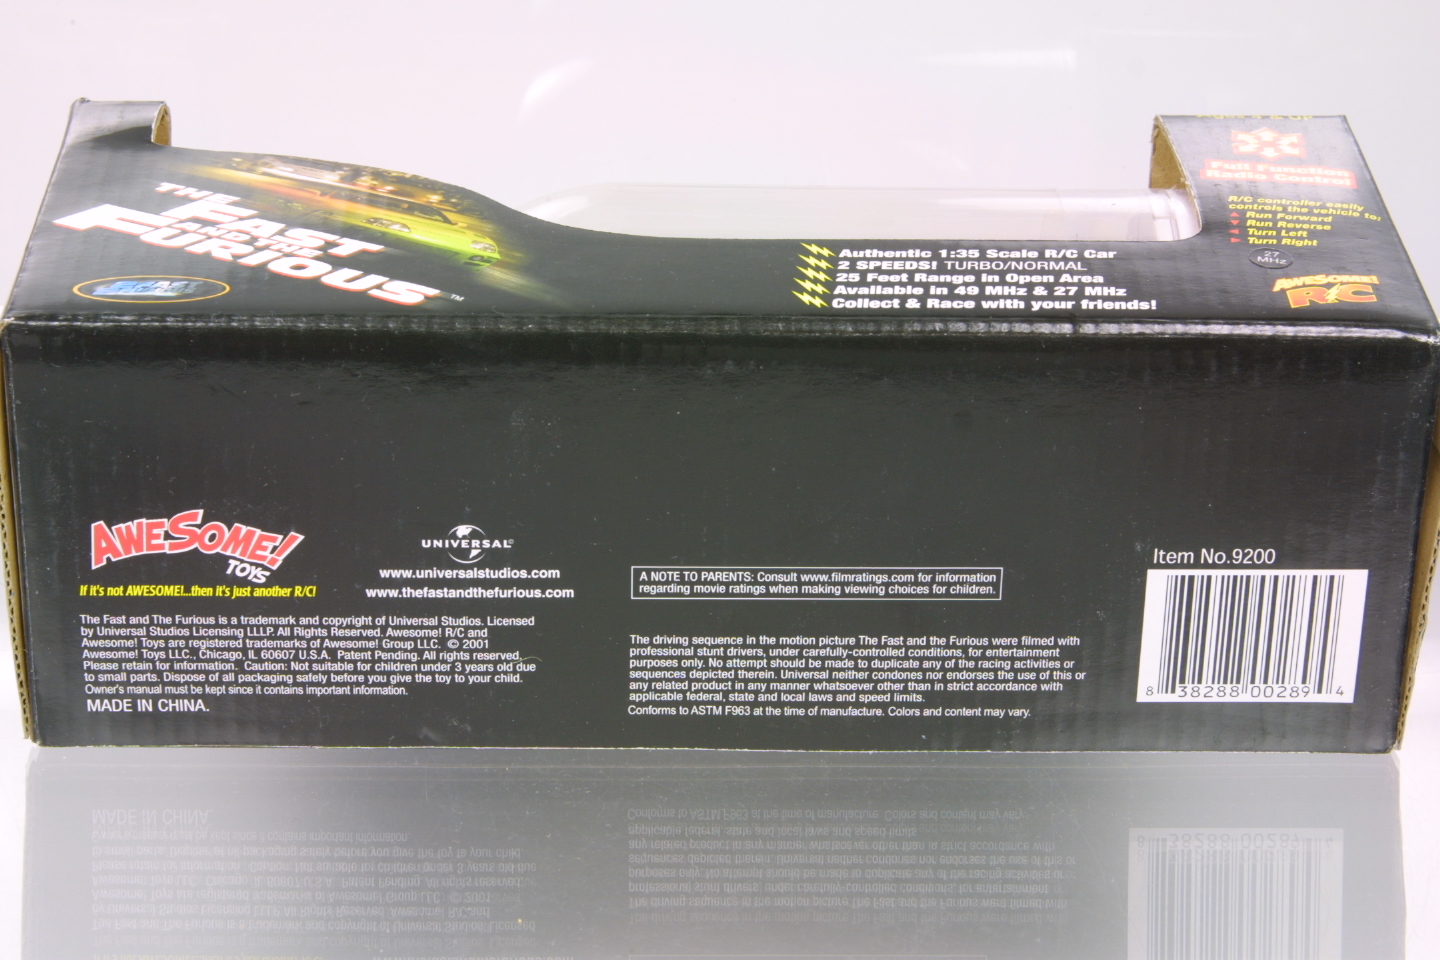 THE
FAST
AND THE
FURIOUS™
Authentic 1:35 Scale R/C Car
2 SPEEDS! TURBO/NORMAL
25 Feet Range in Open Area
Available in 49 MHz & 27 MHz
Collect & Race with your friends!
Full Function
Radio Control
R/C controller easily
controls the vehicle to:
Run Forward
Run Reverse
Turn Left
Turn Right
27
MHz
AWESOME!
R/C
AWESOME!
TOYS
If it's not AWESOME!...then it's just another R/C!
UNIVERSAL®
www.universalstudios.com
www.thefastandthefurious.com
The Fast and The Furious is a trademark and copyright of Universal Studios. Licensed
by Universal Studios Licensing LLLP. All Rights Reserved. Awesome! R/C and
Awesome! Toys are registered trademarks of Awesome! Group LLC. © 2001
Awesome! Toys LLC., Chicago, IL 60607 U.S.A. Patent Pending. All rights reserved.
Please retain for information. Caution: Not suitable for children under 3 years old due
to small parts. Dispose of all packaging safely before you give the toy to your child.
Owner's manual must be kept since it contains important information.
MADE IN CHINA.
A NOTE TO PARENTS: Consult www.filmratings.com for information
regarding movie ratings when making viewing choices for children.
The driving sequence in the motion picture The Fast and the Furious were filmed with
professional stunt drivers, under carefully-controlled conditions, for entertainment
purposes only. No attempt should be made to duplicate any of the racing activities or
sequences depicted therein. Universal neither condones nor endorses the use of this or
any related product in any manner whatsoever other than in strict accordance with
applicable federal, state and local laws and speed limits.
Conforms to ASTM F963 at the time of manufacture. Colors and content may vary.
Item No.9200
8 38288 00289 4